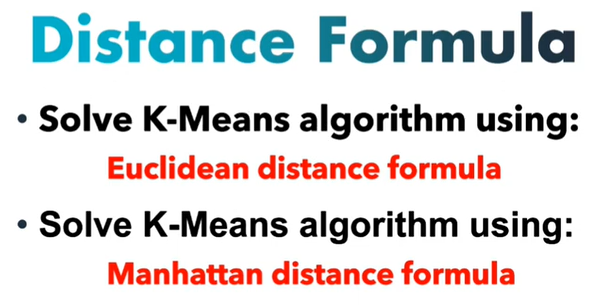 Distance Formula
• Solve K-Means algorithm using:
Euclidean distance formula
• Solve K-Means algorithm using:
Manhattan distance formula